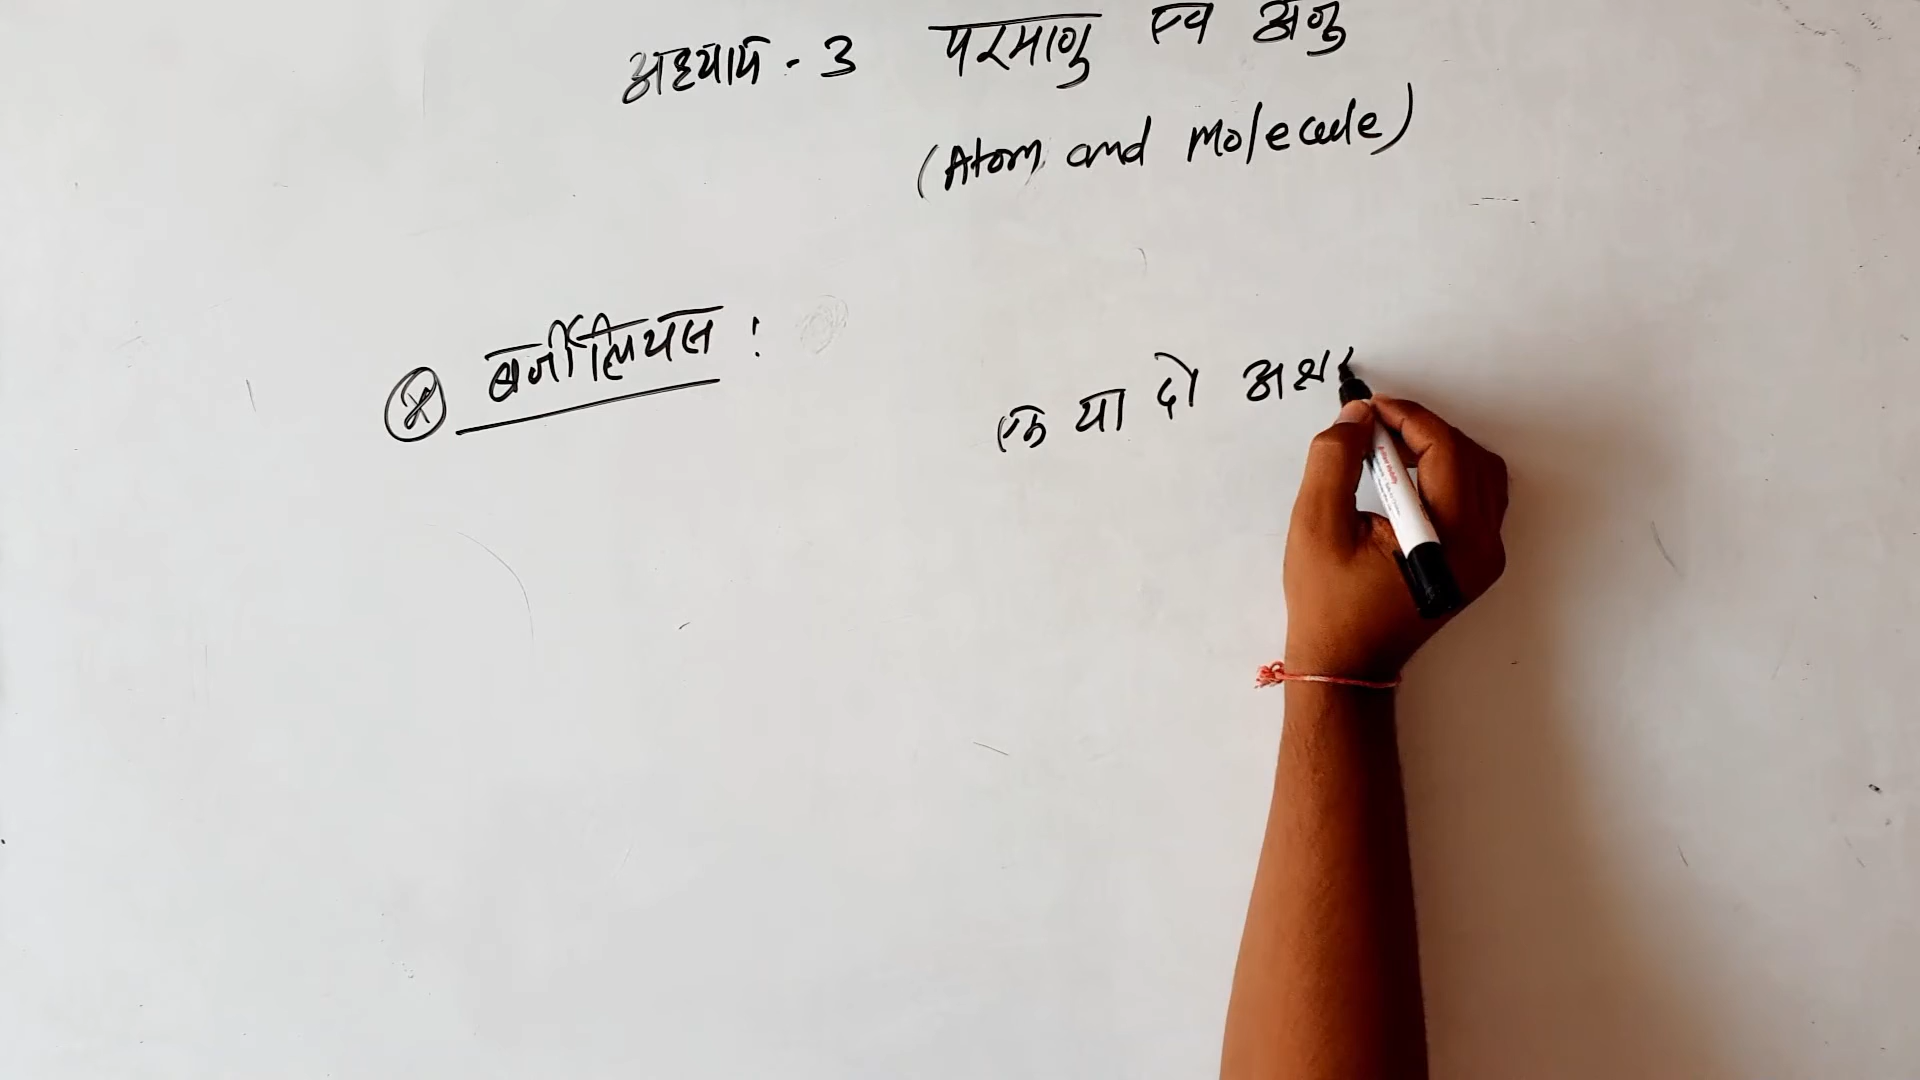 अध्याय - 3 परमाणु एवं अणु
(Atom and Molecule)
* बर्जीलियस :
एक या दो अक्ष